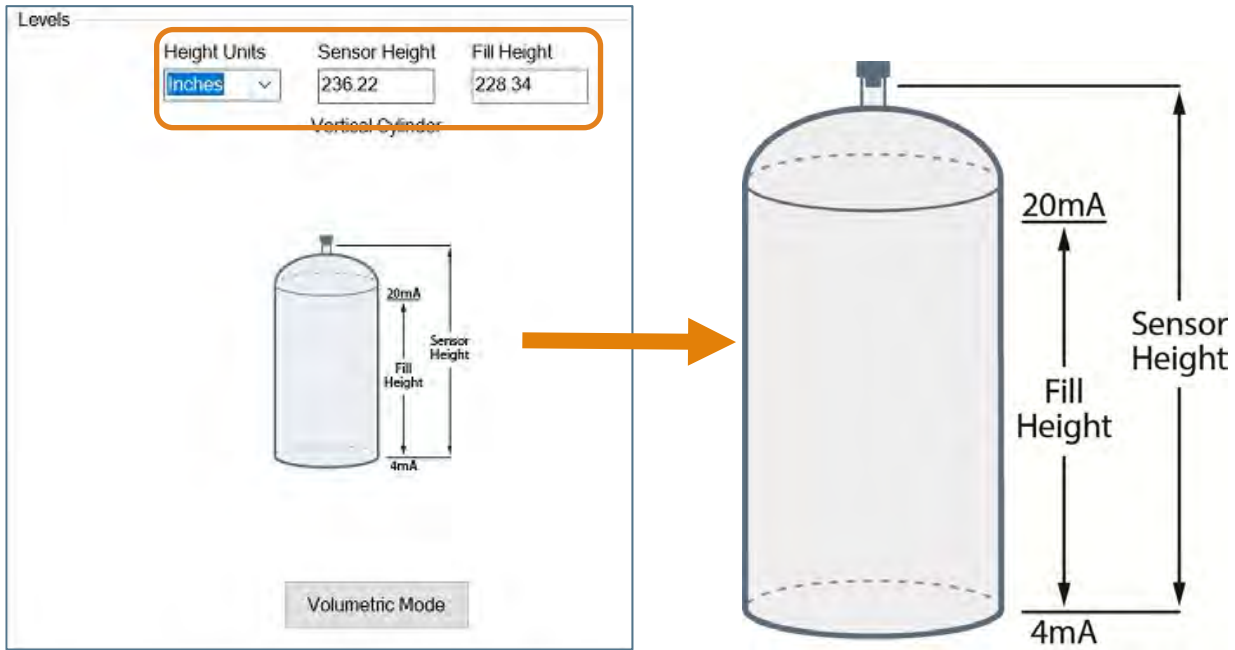 Levels
Height Units Sensor Height Fill Height
Inches 236.22 228.34
Vertical Cylinder
20mA
Sensor
Height
Fill
Height
4mA
Volumetric Mode
20mA
Sensor
Height
Fill
Height
4mA